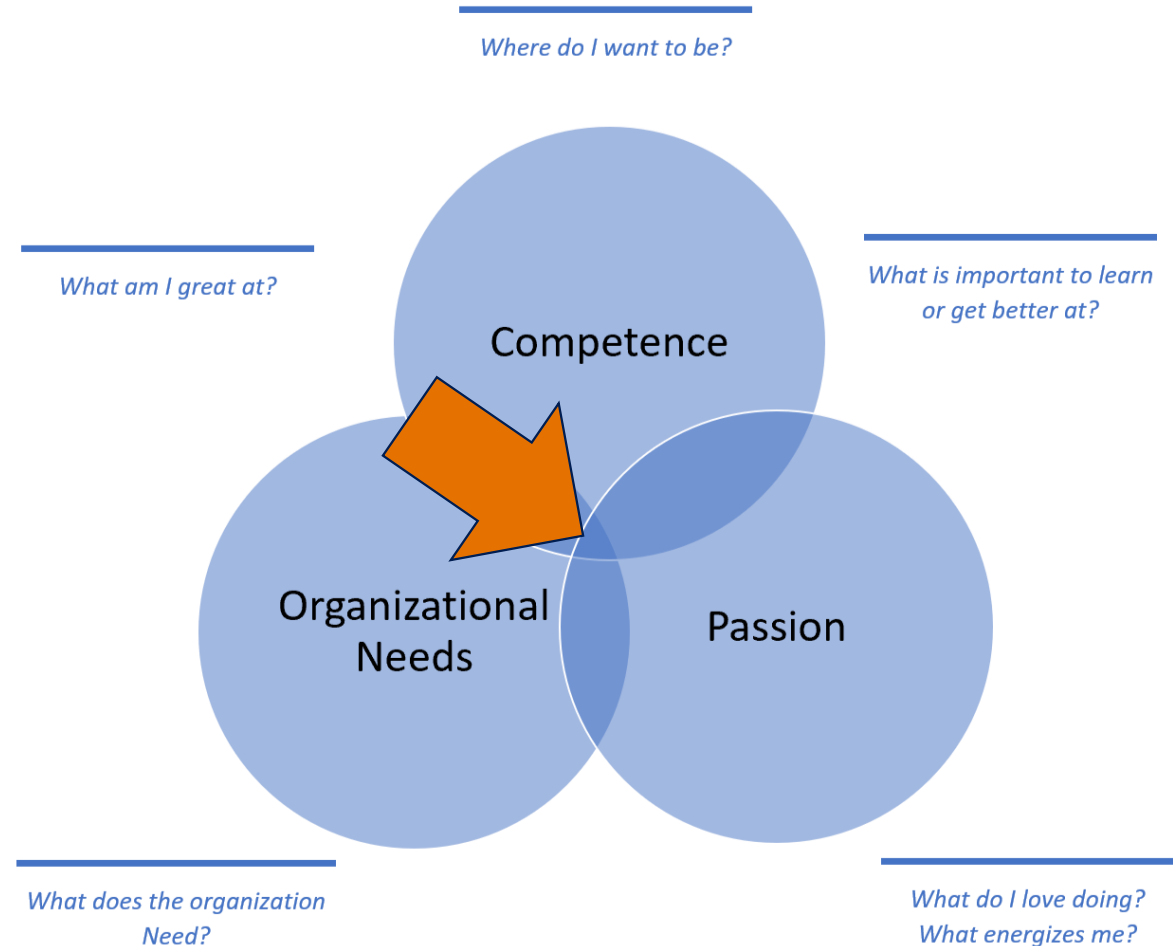 Where do I want to be?
What am I great at?
What is important to learn
or get better at?
Competence
Organizational
Needs
Passion
What does the organization
Need?
What do I love doing?
What energizes me?